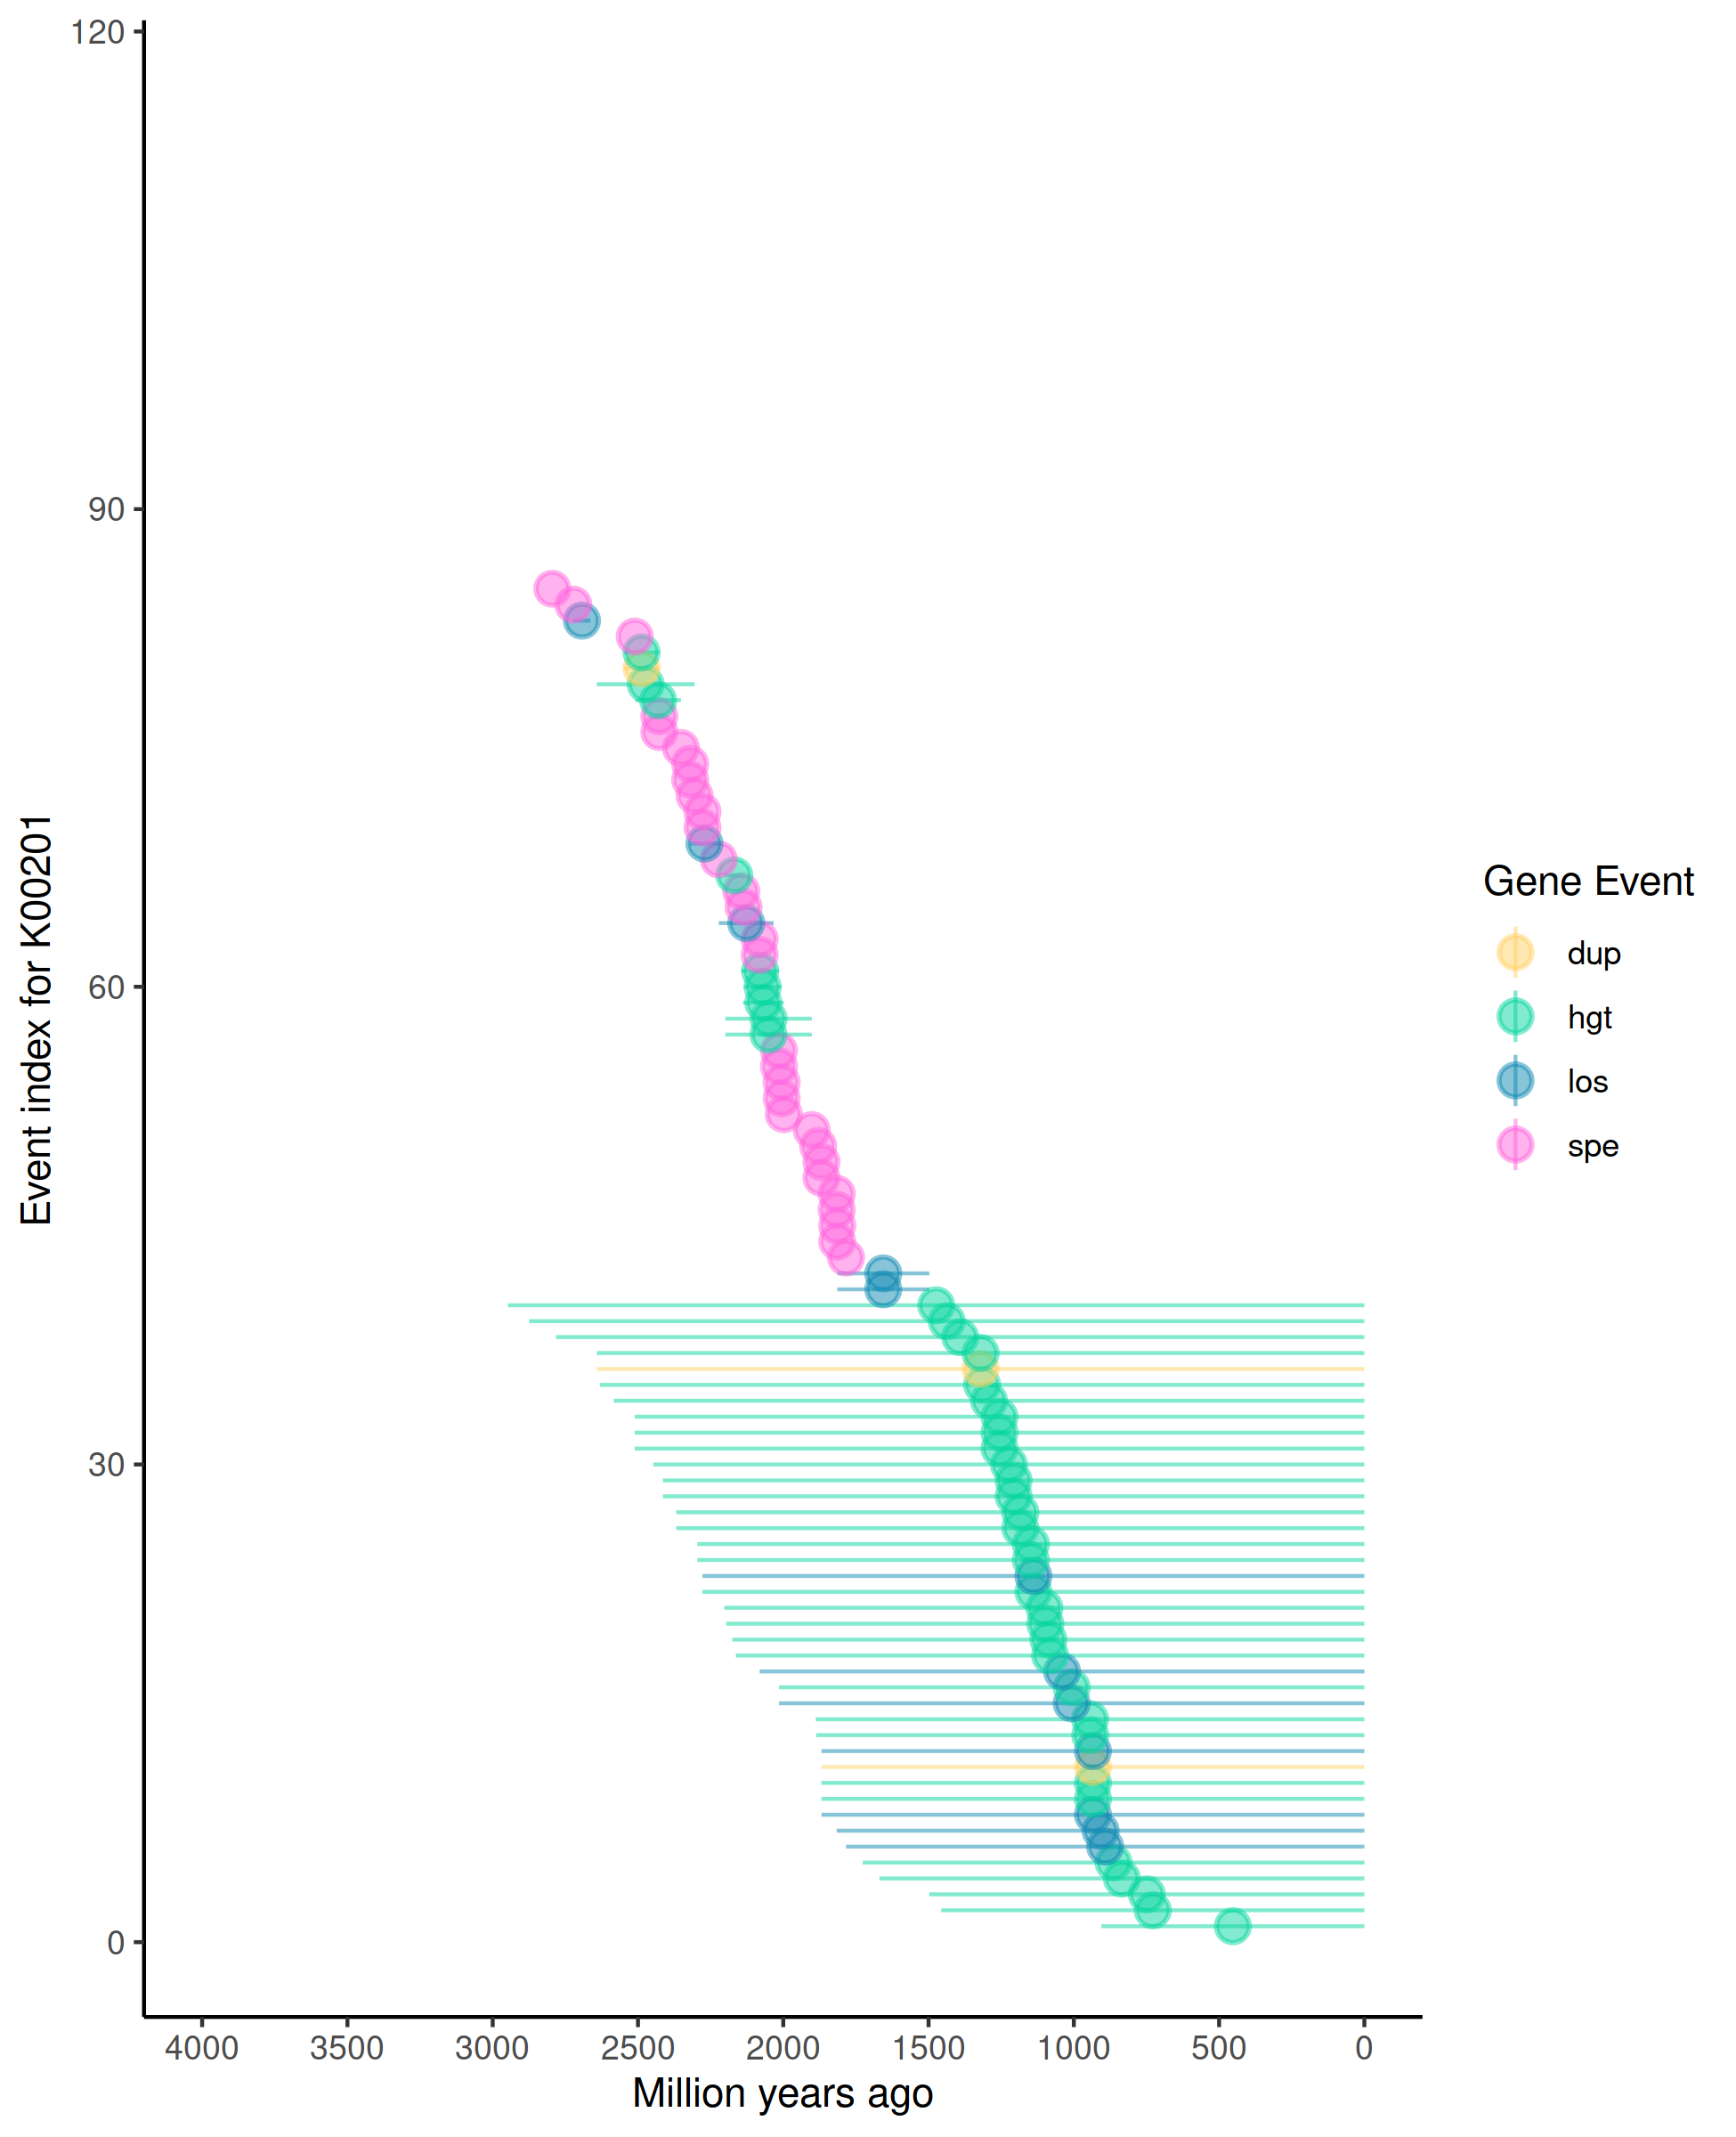 120
90
60
30
0
Event index for K00201
4000 3500 3000 2500 2000 1500 1000 500 0
Million years ago
Gene Event
dup
hgt
los
spe